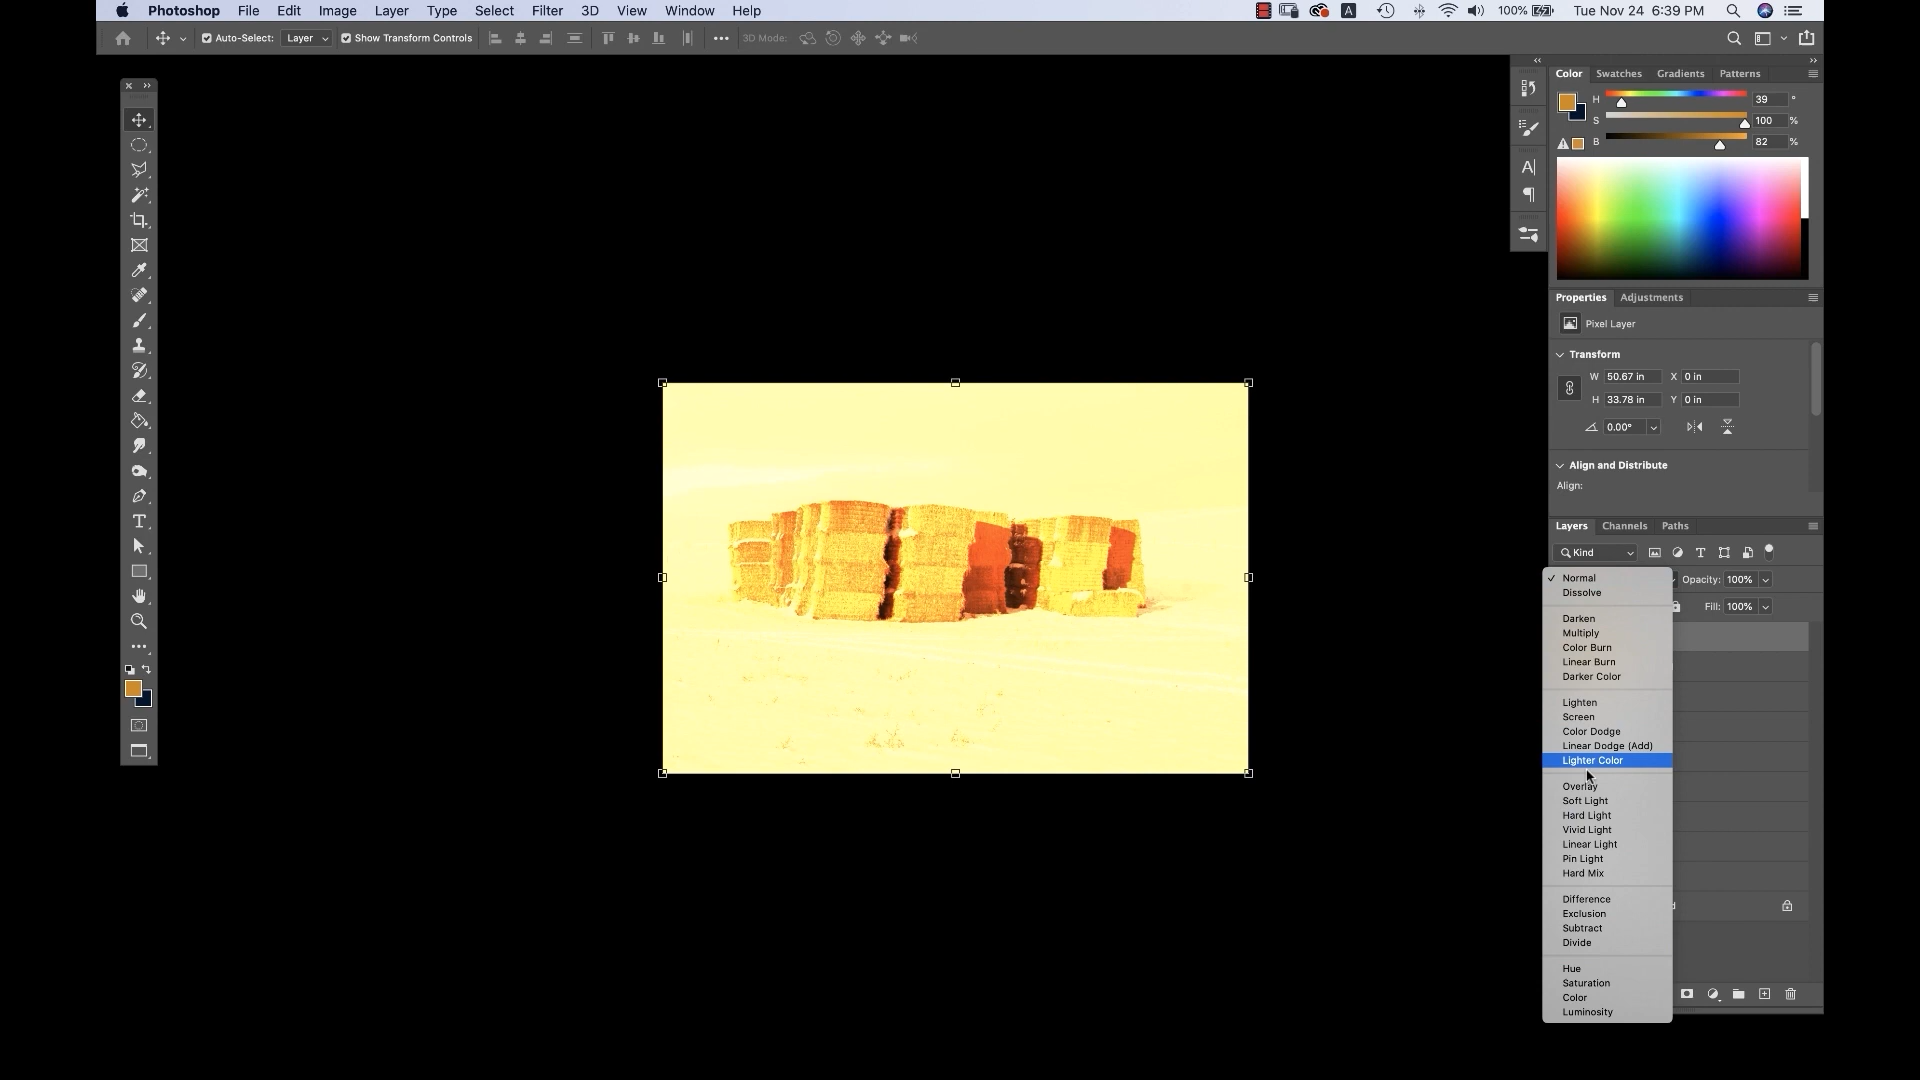 Photoshop File Edit Image Layer Type Select Filter 3D View Window Help A 100% Tue Nov 24 6:39 PM
Auto-Select: Layer Show Transform Controls 3D Mode:
Color Swatches Gradients Patterns
H 39 °
S 100 %
B 82 %
Properties Adjustments
Pixel Layer
Transform
W 50.67 in X 0 in
H 33.78 in Y 0 in
0.00°
Align and Distribute
Align:
Layers Channels Paths
Kind
Opacity: 100%
Fill: 100%
Normal
Dissolve
Darken
Multiply
Color Burn
Linear Burn
Darker Color
Lighten
Screen
Color Dodge
Linear Dodge (Add)
Lighter Color
Overlay
Soft Light
Hard Light
Vivid Light
Linear Light
Pin Light
Hard Mix
Difference
Exclusion
Subtract
Divide
Hue
Saturation
Color
Luminosity